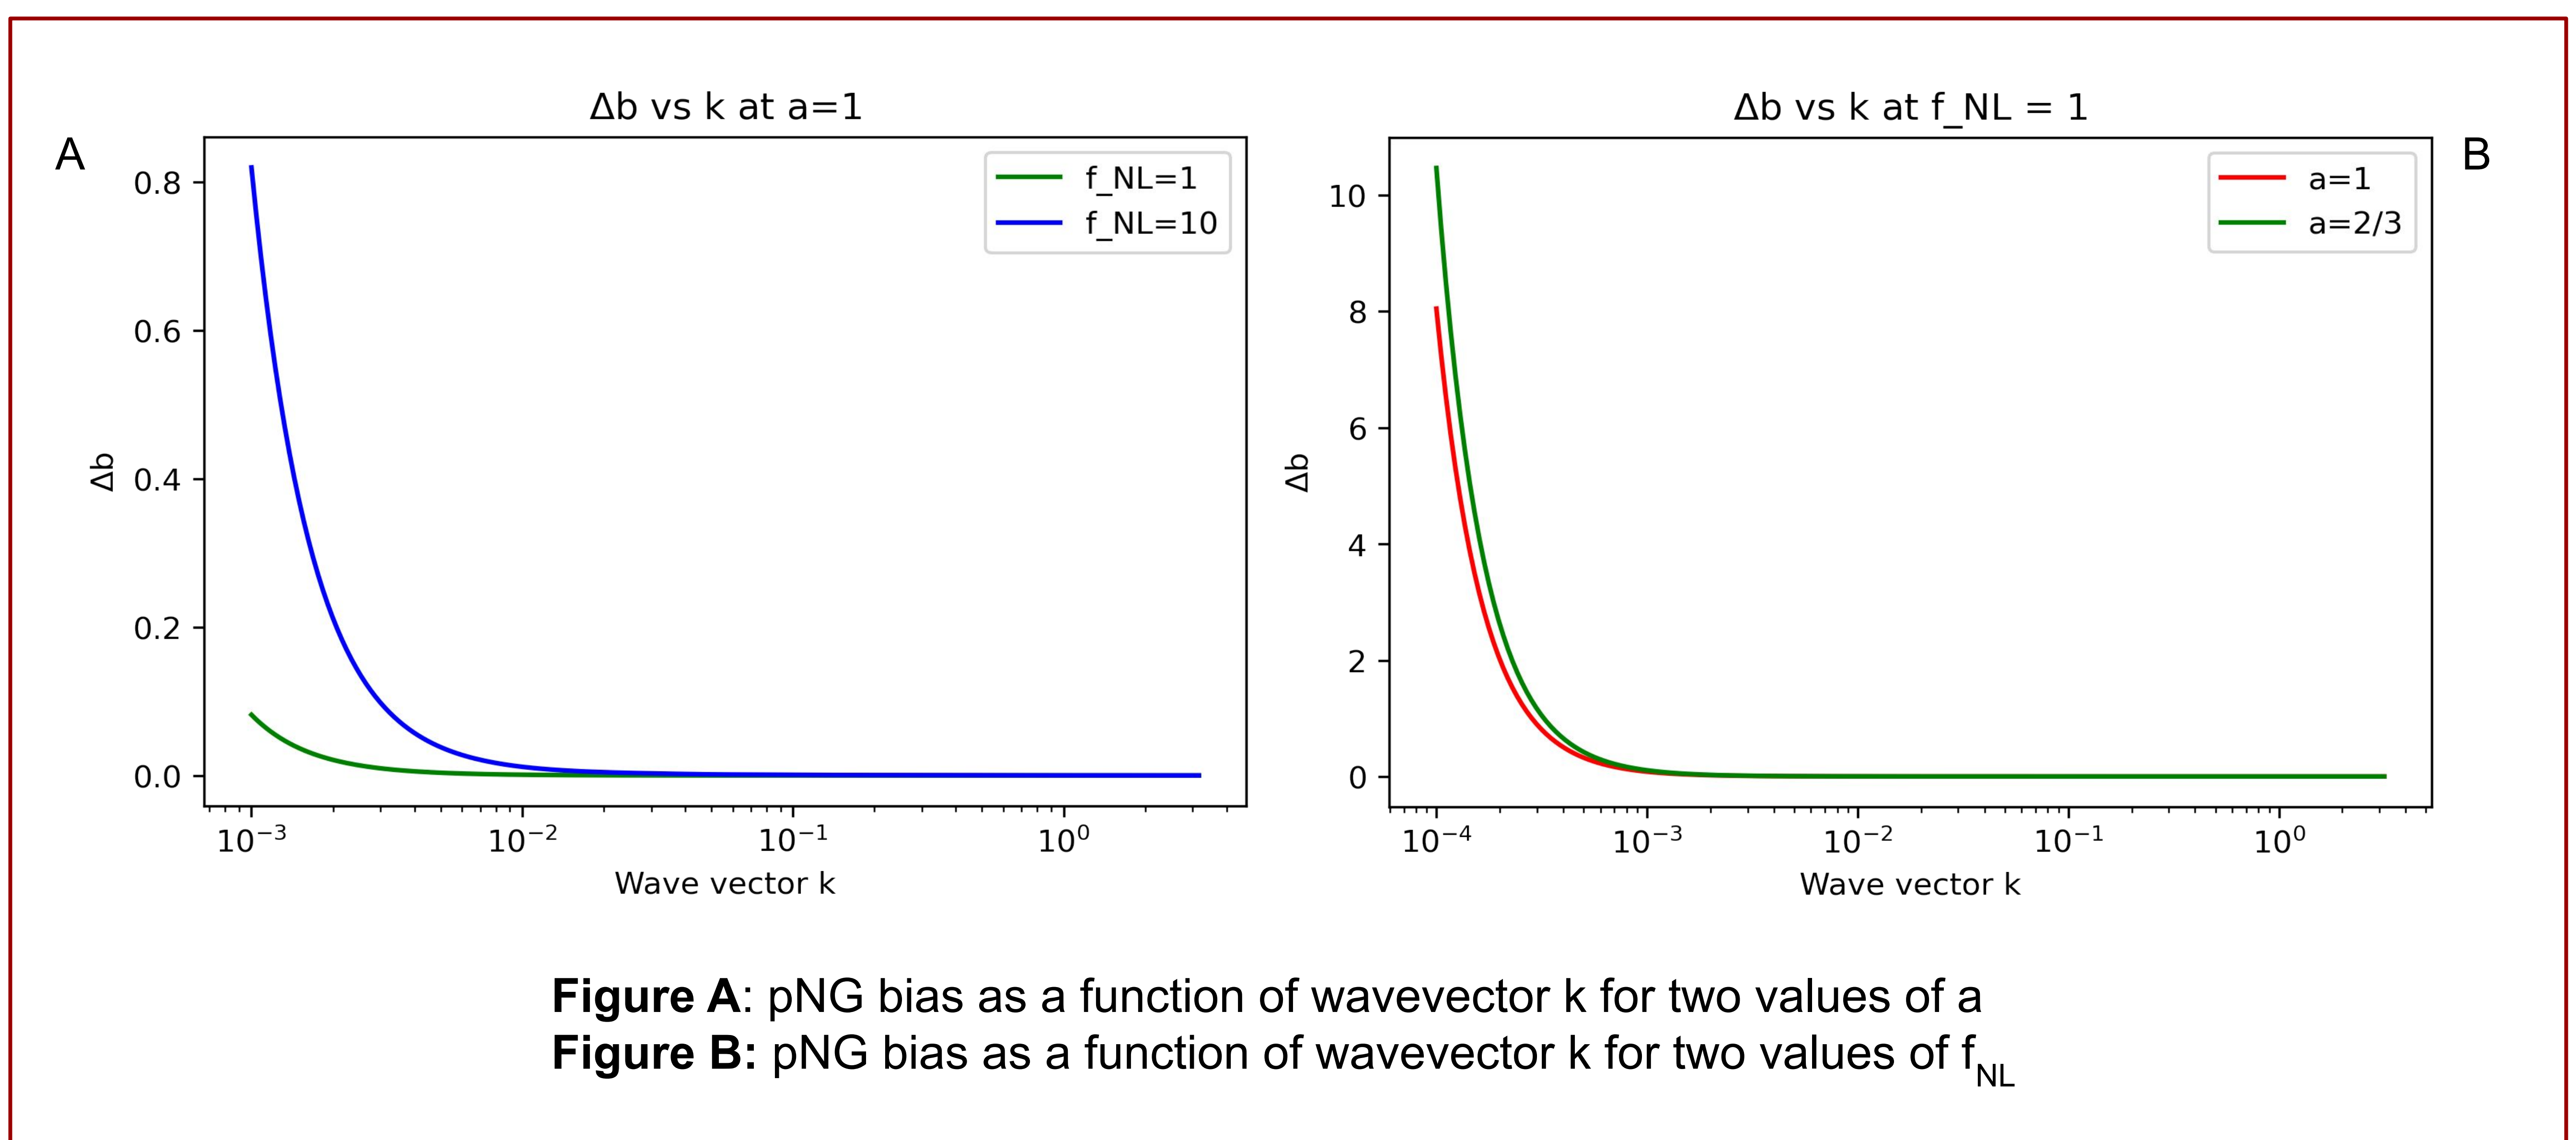 A
Δb vs k at a=1
f_NL=1
f_NL=10
Δb
0.8
0.6
0.4
0.2
0.0
10⁻³
10⁻²
10⁻¹
10⁰
Wave vector k
Δb vs k at f_NL = 1
B
a=1
a=2/3
Δb
10
8
6
4
2
0
10⁻⁴
10⁻³
10⁻²
10⁻¹
10⁰
Wave vector k
Figure A: pNG bias as a function of wavevector k for two values of a
Figure B: pNG bias as a function of wavevector k for two values of f_NL